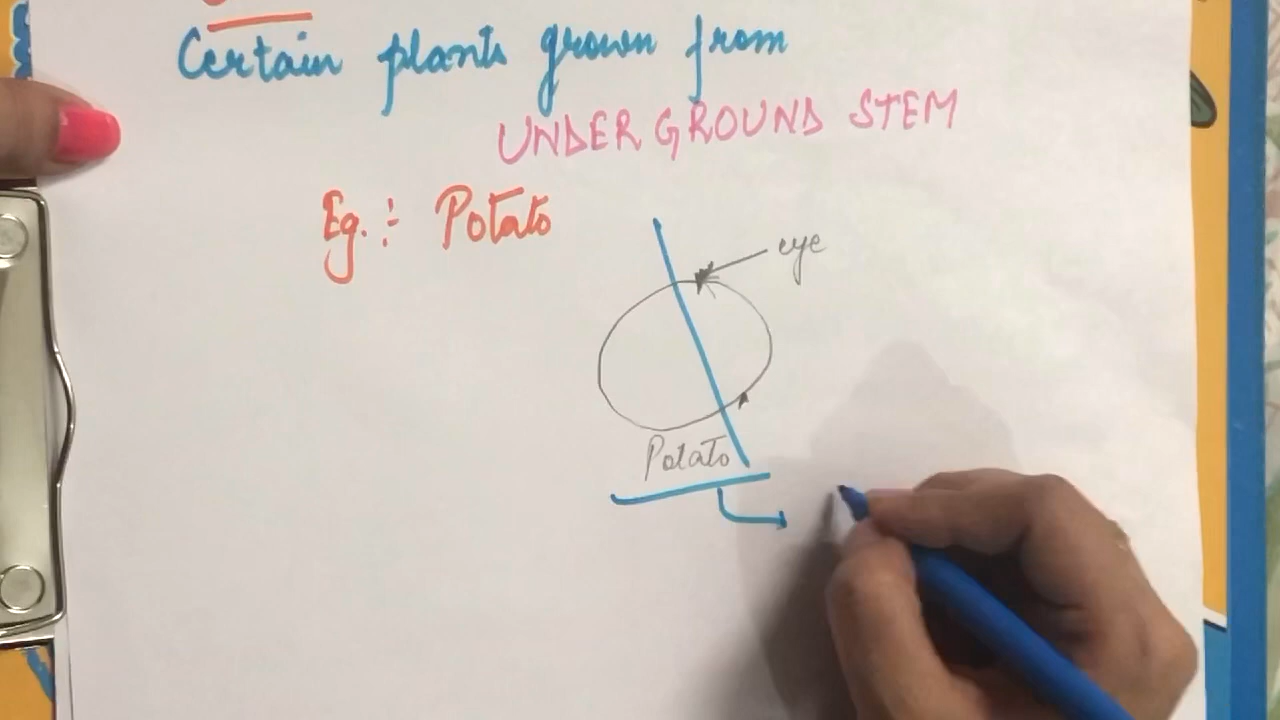 Certain plants grown from
UNDERGROUND STEM
Eg.:- Potato
eye
Potato